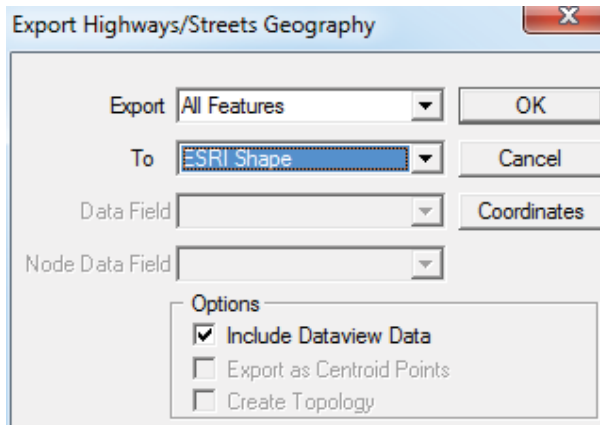 Export Highways/Streets Geography
Export All Features OK
To ESRI Shape Cancel
Data Field Coordinates
Node Data Field
Options
Include Dataview Data
Export as Centroid Points
Create Topology